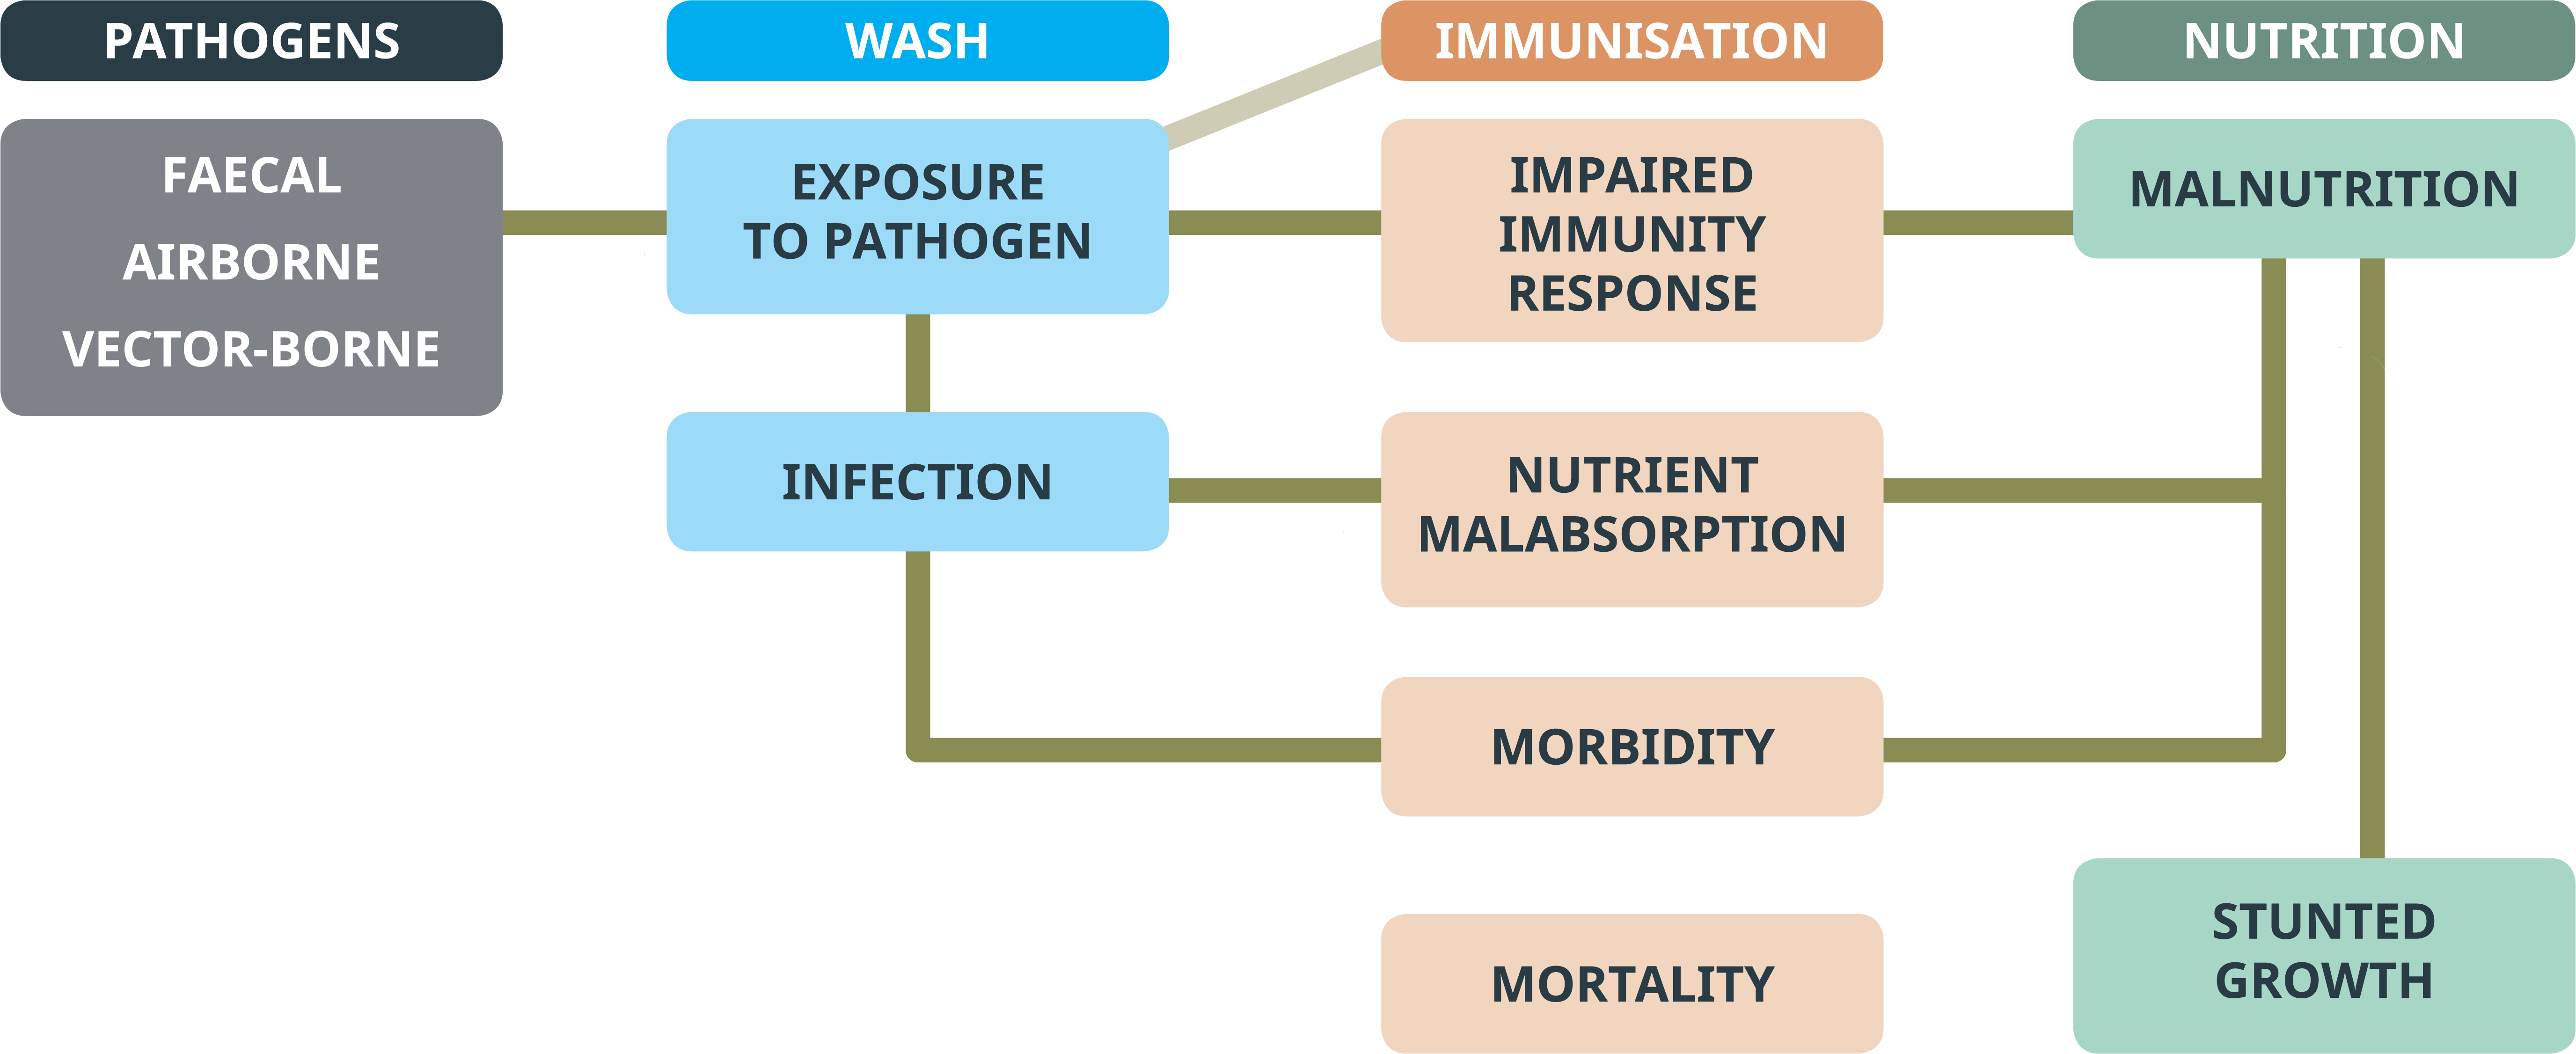 PATHOGENS
FAECAL
AIRBORNE
VECTOR-BORNE
WASH
EXPOSURE
TO PATHOGEN
INFECTION
IMMUNISATION
IMPAIRED
IMMUNITY
RESPONSE
NUTRIENT
MALABSORPTION
MORBIDITY
MORTALITY
NUTRITION
MALNUTRITION
STUNTED
GROWTH